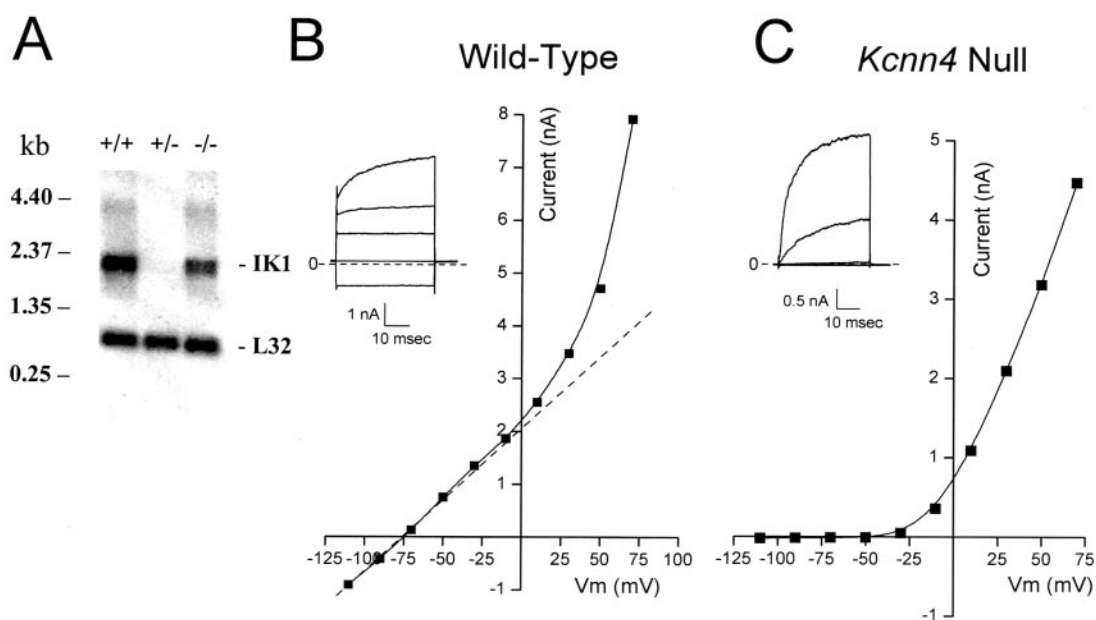 A
kb
+/+ +/- -/-
4.40
2.37
1.35
0.25
- IK1
- L32
B
Wild-Type
0
1 nA
10 msec
Current (nA)
8
7
6
5
4
3
2
1
-1
-125 -100 -75 -50 -25 0 25 50 75 100
Vm (mV)
C
Kcnn4 Null
0
0.5 nA
10 msec
Current (nA)
5
4
3
2
1
-1
-125 -100 -75 -50 -25 0 25 50 75
Vm (mV)